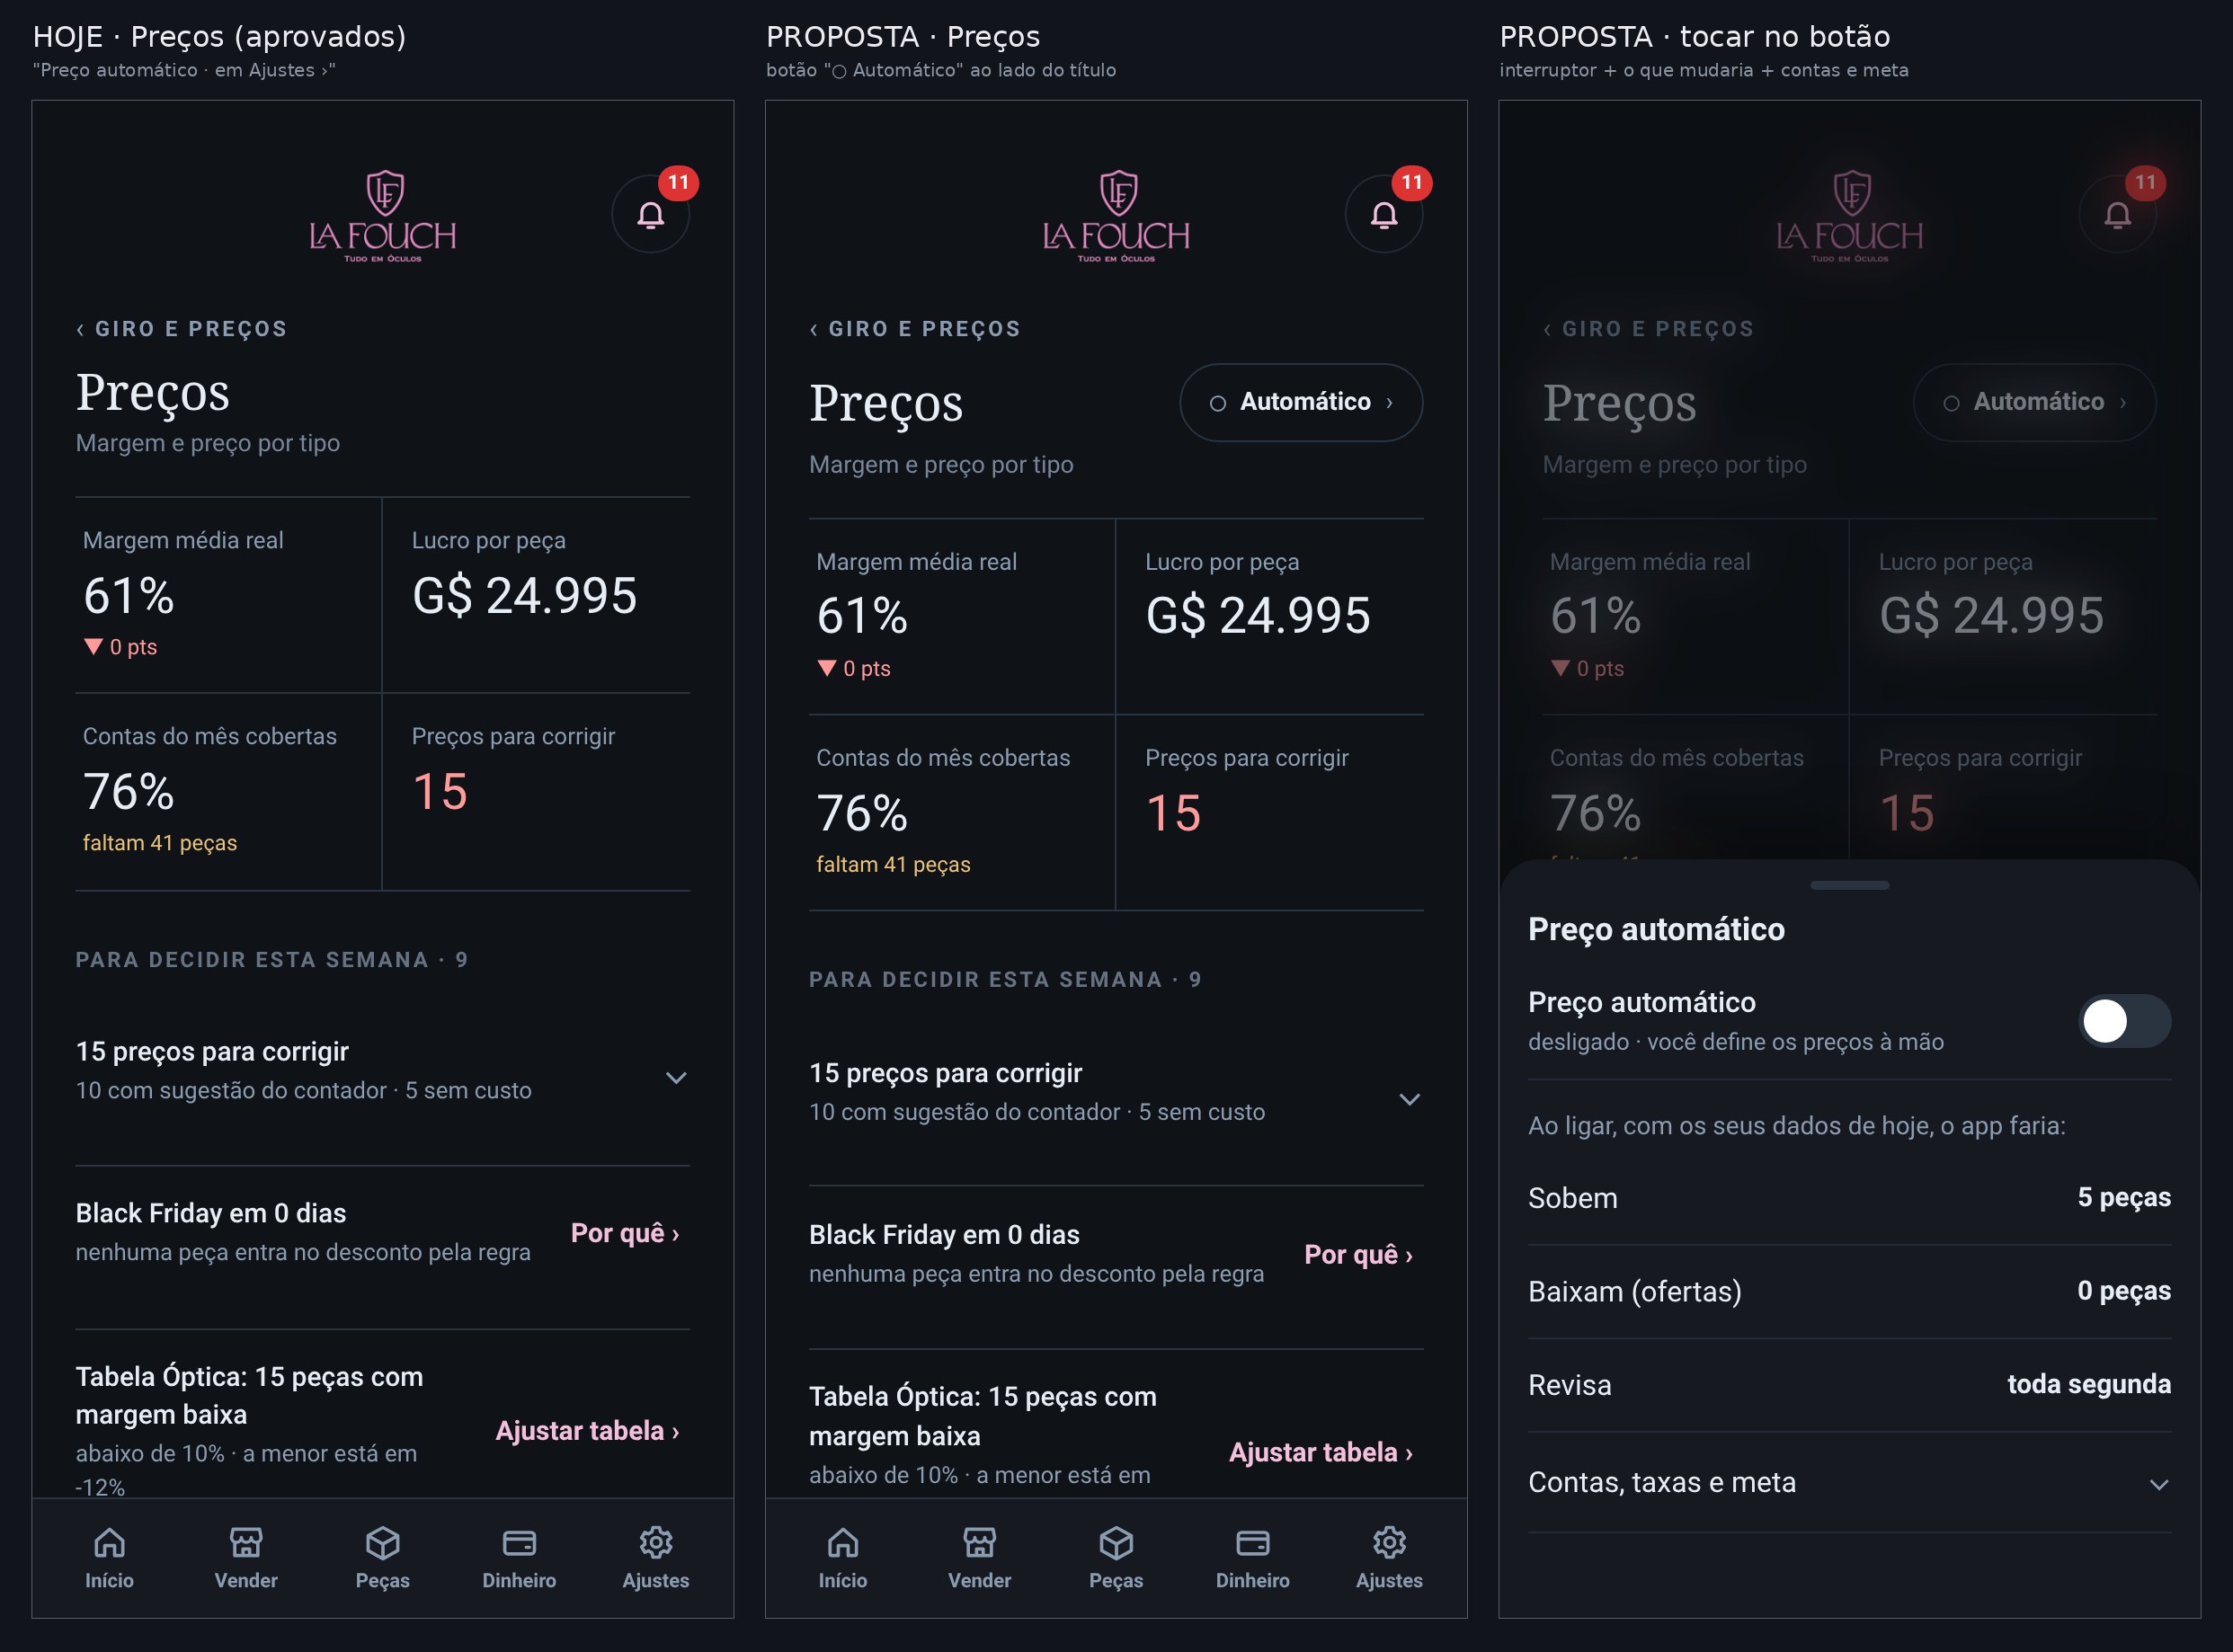 HOJE · Preços (aprovados)
"Preço automático · em Ajustes ›"
11
LF
LA FOUCH
Tudo em Óculos
‹ GIRO E PREÇOS
Preços
Margem e preço por tipo
Margem média real
61%
▼ 0 pts
Lucro por peça
G$ 24.995
Contas do mês cobertas
76%
faltam 41 peças
Preços para corrigir
15
PARA DECIDIR ESTA SEMANA · 9
15 preços para corrigir
10 com sugestão do contador · 5 sem custo
Black Friday em 0 dias
nenhuma peça entra no desconto pela regra
Por quê ›
Tabela Óptica: 15 peças com
margem baixa
abaixo de 10% · a menor está em
-12%
Ajustar tabela ›
Início
Vender
Peças
Dinheiro
Ajustes
PROPOSTA · Preços
botão "○ Automático" ao lado do título
11
LF
LA FOUCH
Tudo em Óculos
‹ GIRO E PREÇOS
Preços
○ Automático ›
Margem e preço por tipo
Margem média real
61%
▼ 0 pts
Lucro por peça
G$ 24.995
Contas do mês cobertas
76%
faltam 41 peças
Preços para corrigir
15
PARA DECIDIR ESTA SEMANA · 9
15 preços para corrigir
10 com sugestão do contador · 5 sem custo
Black Friday em 0 dias
nenhuma peça entra no desconto pela regra
Por quê ›
Tabela Óptica: 15 peças com
margem baixa
abaixo de 10% · a menor está em
Ajustar tabela ›
Início
Vender
Peças
Dinheiro
Ajustes
PROPOSTA · tocar no botão
interruptor + o que mudaria + contas e meta
11
LF
LA FOUCH
Tudo em Óculos
‹ GIRO E PREÇOS
Preços
○ Automático ›
Margem e preço por tipo
Margem média real
61%
▼ 0 pts
Lucro por peça
G$ 24.995
Contas do mês cobertas
76%
Preços para corrigir
15
Preço automático
Preço automático
desligado · você define os preços à mão
Ao ligar, com os seus dados de hoje, o app faria:
Sobem
5 peças
Baixam (ofertas)
0 peças
Revisa
toda segunda
Contas, taxas e meta